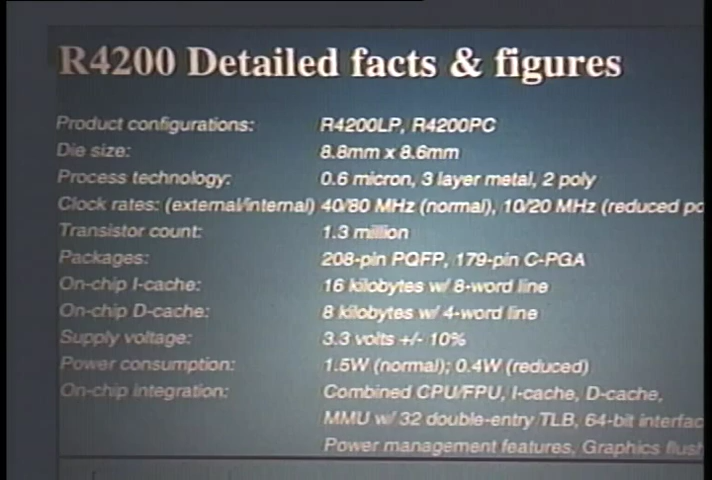 R4200 Detailed facts & figures
Product configurations: R4200LP, R4200PC
Die size: 8.8mm x 8.6mm
Process technology: 0.6 micron, 3 layer metal, 2 poly
Clock rates: (external/internal) 40/80 MHz (normal), 10/20 MHz (reduced po
Transistor count: 1.3 million
Packages: 208-pin PQFP, 179-pin C-PGA
On-chip I-cache: 16 kilobytes w/ 8-word line
On-chip D-cache: 8 kilobytes w/ 4-word line
Supply voltage: 3.3 volts +/- 10%
Power consumption: 1.5W (normal); 0.4W (reduced)
On-chip integration: Combined CPU/FPU, I-cache, D-cache,
MMU w/ 32 double-entry TLB, 64-bit interfac
Power management features, Graphics flush